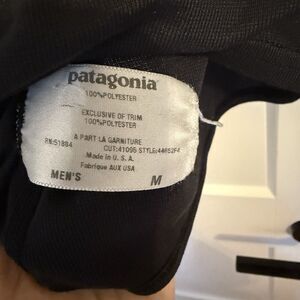 patagonia
100%POLYESTER
EXCLUSIVE OF TRIM
100%POLYESTER
A PART LA GARNITURE
RN:51884 CUT:41095 STYLE:44652F4
Made in U.S.A.
Fabrique AUX USA
MEN'S M